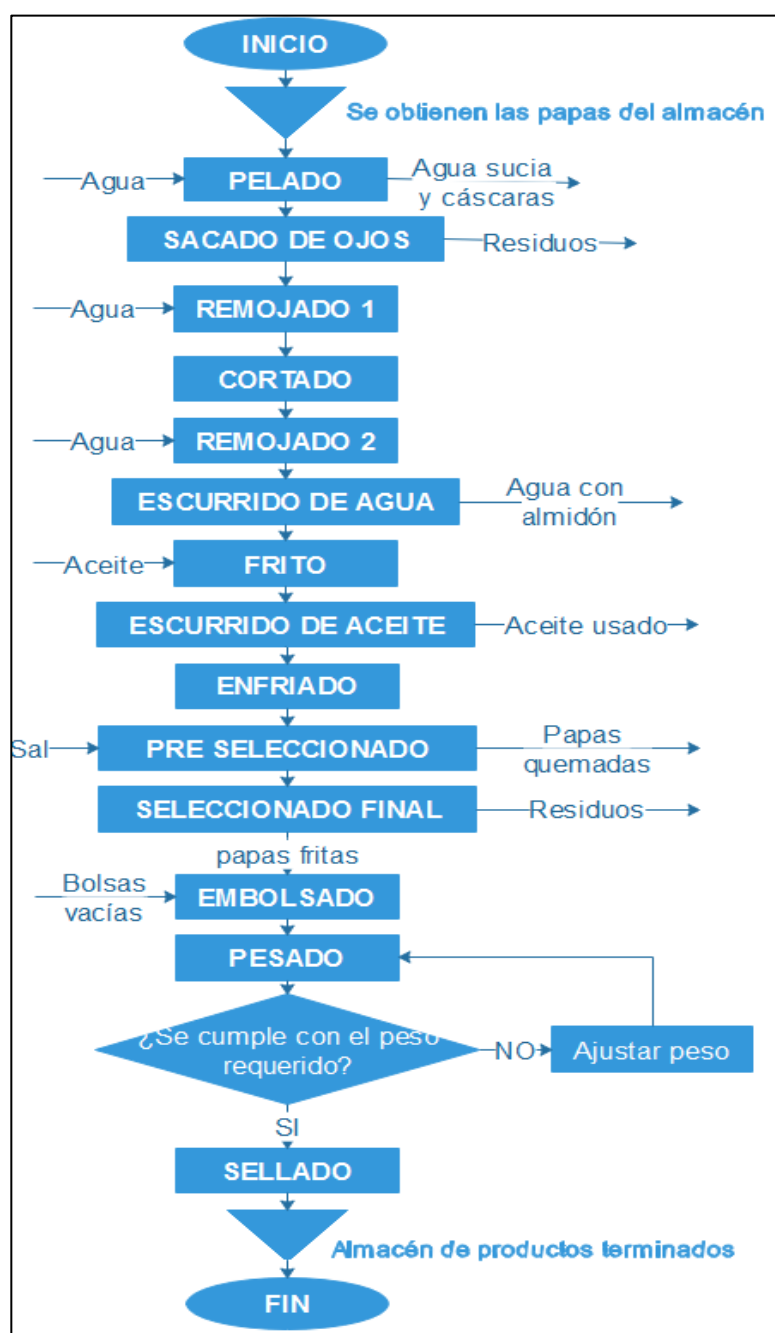 INICIO
Se obtienen las papas del almacén
Agua
PELADO
Agua sucia
y cáscaras
SACADO DE OJOS
Residuos
Agua
REMOJADO 1
CORTADO
Agua
REMOJADO 2
ESCURRIDO DE AGUA
Agua con
almidón
Aceite
FRITO
ESCURRIDO DE ACEITE
Aceite usado
ENFRIADO
Sal
PRE SELECCIONADO
Papas
quemadas
SELECCIONADO FINAL
Residuos
papas fritas
Bolsas
vacías
EMBOLSADO
PESADO
¿Se cumple con el peso
requerido?
NO
Ajustar peso
SI
SELLADO
Almacén de productos terminados
FIN